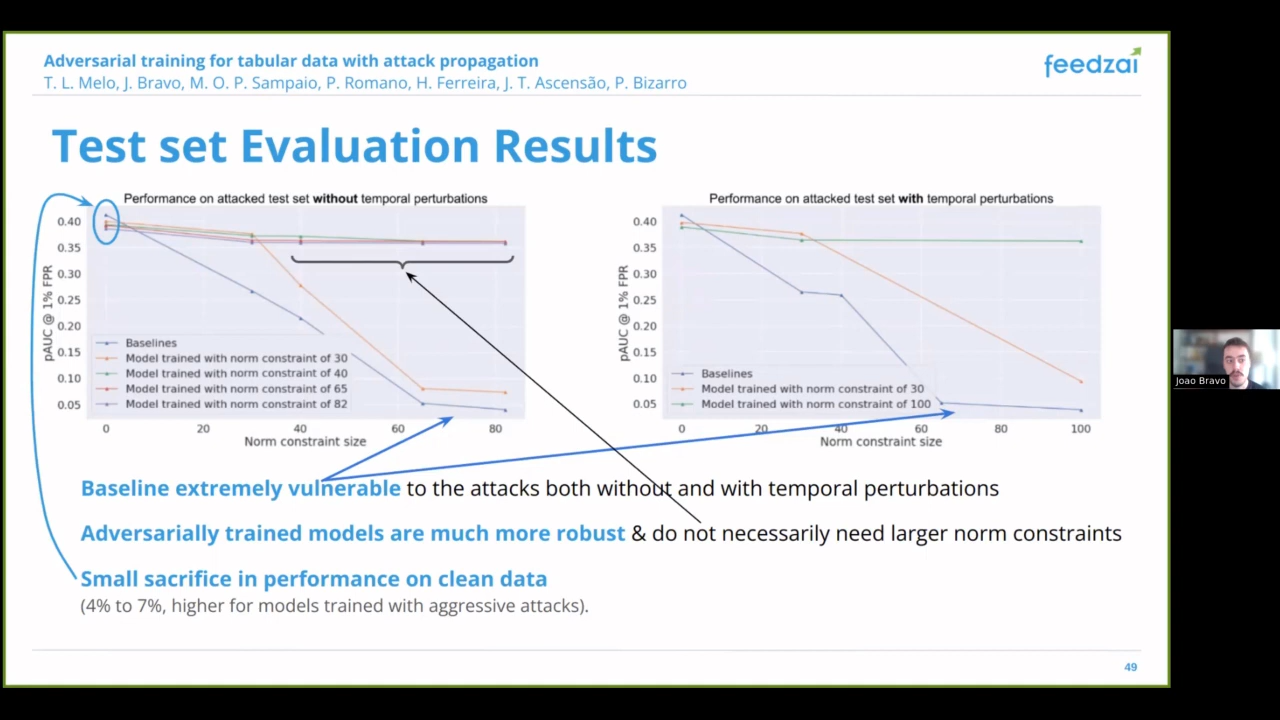 Adversarial training for tabular data with attack propagation
T. L. Melo, J. Bravo, M. O. P. Sampaio, P. Romano, H. Ferreira, J. T. Ascensão, P. Bizarro
feedzai
Test set Evaluation Results
Performance on attacked test set without temporal perturbations
0.40
0.35
0.30
0.25
0.20
0.15
0.10
0.05
pAUC @ 1% FPR
Baselines
Model trained with norm constraint of 30
Model trained with norm constraint of 40
Model trained with norm constraint of 65
Model trained with norm constraint of 82
0 20 40 60 80
Norm constraint size
Performance on attacked test set with temporal perturbations
0.40
0.35
0.30
0.25
0.20
0.15
0.10
0.05
pAUC @ 1% FPR
Baselines
Model trained with norm constraint of 30
Model trained with norm constraint of 100
0 20 40 60 80 100
Norm constraint size
Joao Bravo
Baseline extremely vulnerable to the attacks both without and with temporal perturbations
Adversarially trained models are much more robust & do not necessarily need larger norm constraints
Small sacrifice in performance on clean data
(4% to 7%, higher for models trained with aggressive attacks).
49